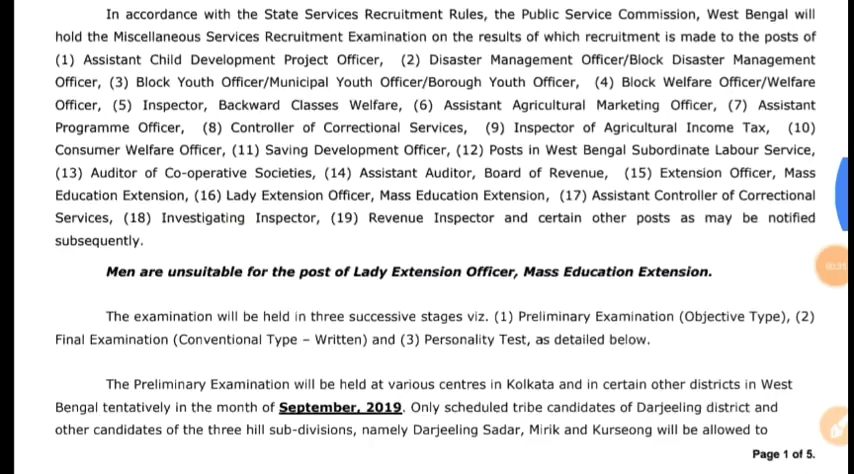 In accordance with the State Services Recruitment Rules, the Public Service Commission, West Bengal will
hold the Miscellaneous Services Recruitment Examination on the results of which recruitment is made to the posts of
(1) Assistant Child Development Project Officer, (2) Disaster Management Officer/Block Disaster Management
Officer, (3) Block Youth Officer/Municipal Youth Officer/Borough Youth Officer, (4) Block Welfare Officer/Welfare
Officer, (5) Inspector, Backward Classes Welfare, (6) Assistant Agricultural Marketing Officer, (7) Assistant
Programme Officer, (8) Controller of Correctional Services, (9) Inspector of Agricultural Income Tax, (10)
Consumer Welfare Officer, (11) Saving Development Officer, (12) Posts in West Bengal Subordinate Labour Service,
(13) Auditor of Co-operative Societies, (14) Assistant Auditor, Board of Revenue, (15) Extension Officer, Mass
Education Extension, (16) Lady Extension Officer, Mass Education Extension, (17) Assistant Controller of Correctional
Services, (18) Investigating Inspector, (19) Revenue Inspector and certain other posts as may be notified
subsequently.
Men are unsuitable for the post of Lady Extension Officer, Mass Education Extension.
The examination will be held in three successive stages viz. (1) Preliminary Examination (Objective Type), (2)
Final Examination (Conventional Type – Written) and (3) Personality Test, as detailed below.
The Preliminary Examination will be held at various centres in Kolkata and in certain other districts in West
Bengal tentatively in the month of September, 2019. Only scheduled tribe candidates of Darjeeling district and
other candidates of the three hill sub-divisions, namely Darjeeling Sadar, Mirik and Kurseong will be allowed to
Page 1 of 5.